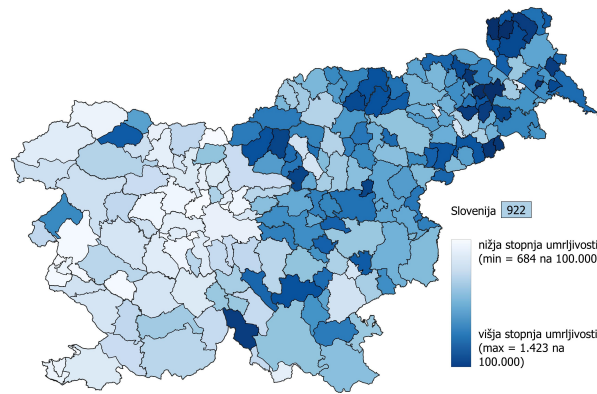 Slovenija 922
nižja stopnja umrljivosti
(min = 684 na 100.000)
višja stopnja umrljivosti
(max = 1.423 na
100.000)